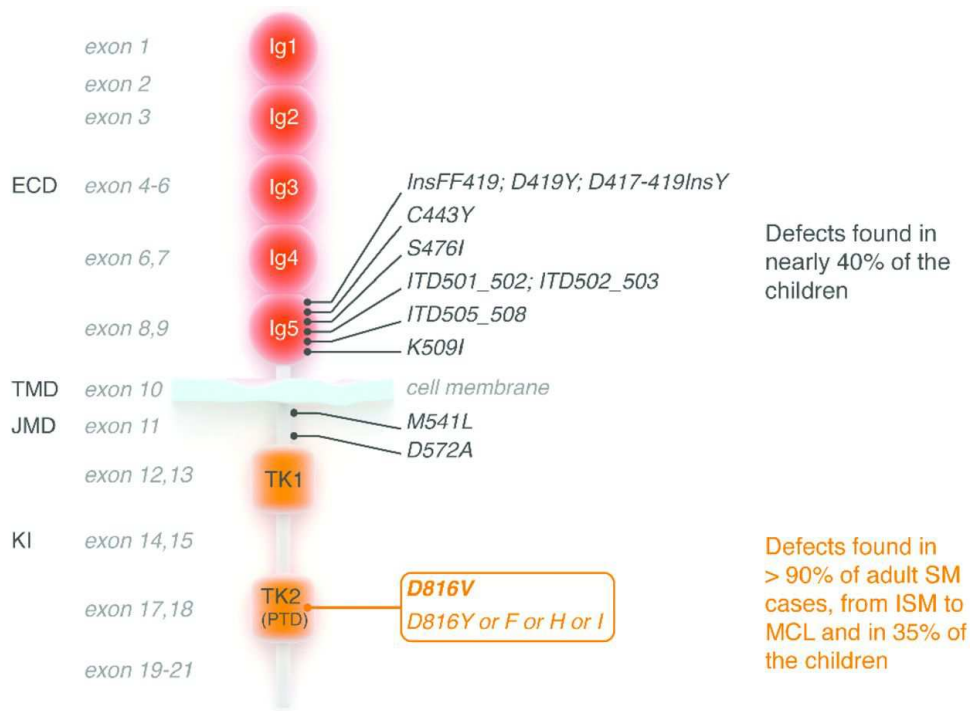 exon 1
Ig1
exon 2
exon 3
Ig2
ECD
exon 4-6
Ig3
InsFF419; D419Y; D417-419InsY
C443Y
S476I
exon 6,7
Ig4
ITD501_502; ITD502_503
ITD505_508
exon 8,9
Ig5
K509I
Defects found in
nearly 40% of the
children
TMD
exon 10
cell membrane
JMD
exon 11
M541L
D572A
exon 12,13
TK1
KI
exon 14,15
exon 17,18
TK2
(PTD)
D816V
D816Y or F or H or I
Defects found in
> 90% of adult SM
cases, from ISM to
MCL and in 35% of
the children
exon 19-21